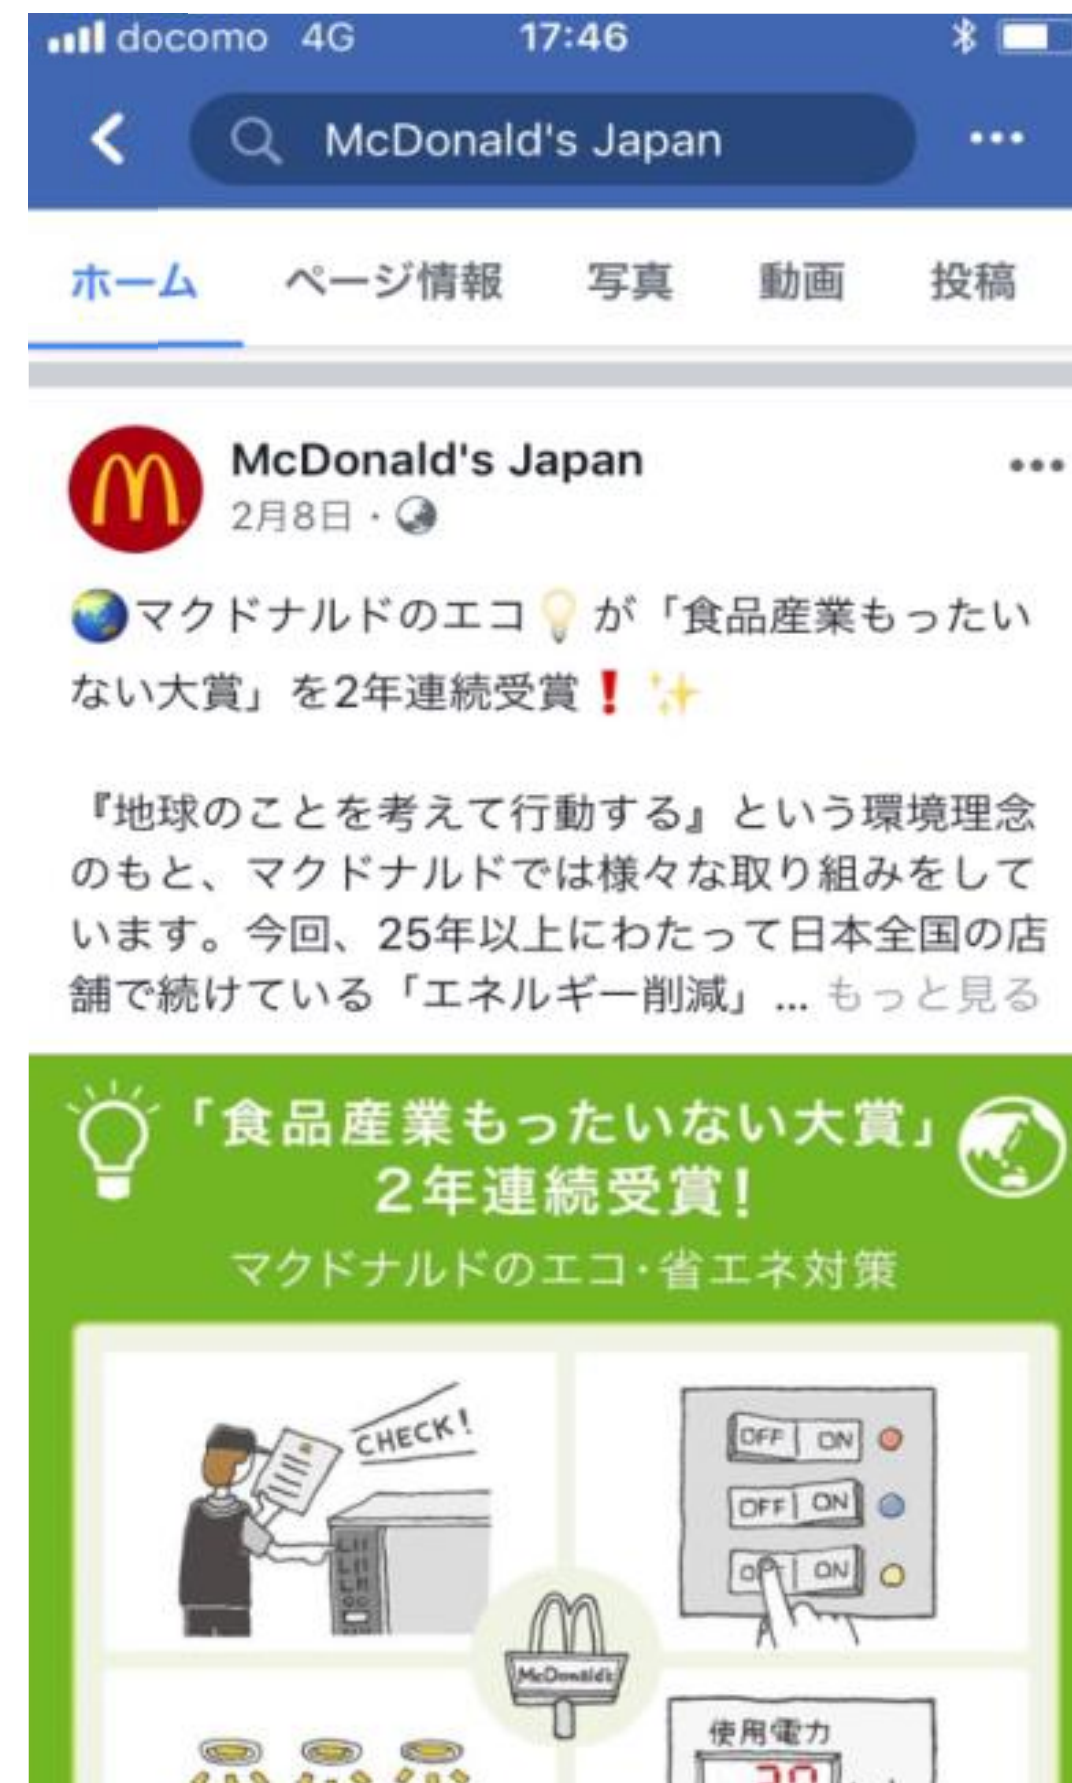 docomo 4G 17:46
McDonald's Japan
ホーム ページ情報 写真 動画 投稿
McDonald's Japan
2月8日・
🌏マクドナルドのエコ💡が「食品産業もったい
ない大賞」を2年連続受賞❗✨
『地球のことを考えて行動する』という環境理念
のもと、マクドナルドでは様々な取り組みをして
います。今回、25年以上にわたって日本全国の店
舗で続けている「エネルギー削減」... もっと見る
「食品産業もったいない大賞」
2年連続受賞!
マクドナルドのエコ・省エネ対策
CHECK!
OFF ON
OFF ON
OFF ON
McDonald's
使用電力